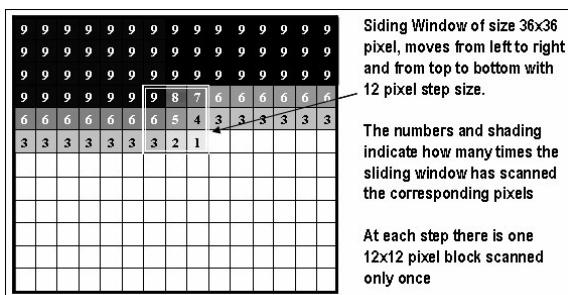 9 9 9 9 9 9 9 9 9 9 9 9 9 9 9
9 9 9 9 9 9 9 9 9 9 9 9 9 9 9
9 9 9 9 9 9 9 9 9 9 9 9 9 9 9
9 9 9 9 9 9 9 8 7 6 6 6 6 6 6
6 6 6 6 6 6 6 5 4 3 3 3 3 3 3
3 3 3 3 3 3 3 2 1
Siding Window of size 36x36
pixel, moves from left to right
and from top to bottom with
12 pixel step size.
The numbers and shading
indicate how many times the
sliding window has scanned
the corresponding pixels
At each step there is one
12x12 pixel block scanned
only once